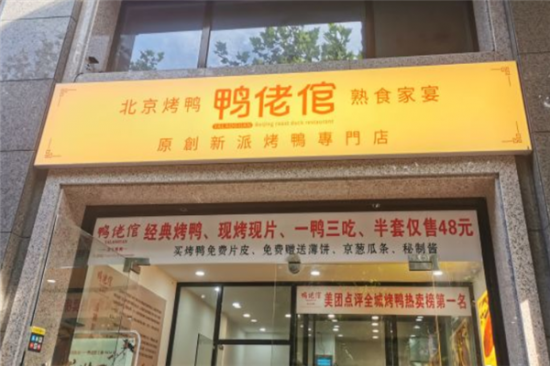 北京烤鸭 鸭佬倌 熟食家宴
原創新派烤鴨專門店
鸭佬倌 经典烤鸭、现烤现片、一鸭三吃、半套仅售48元
买烤鸭免费片皮、免费赠送薄饼、京葱瓜条、秘制酱
鸭佬倌 美团点评全城烤鸭热卖榜第一名